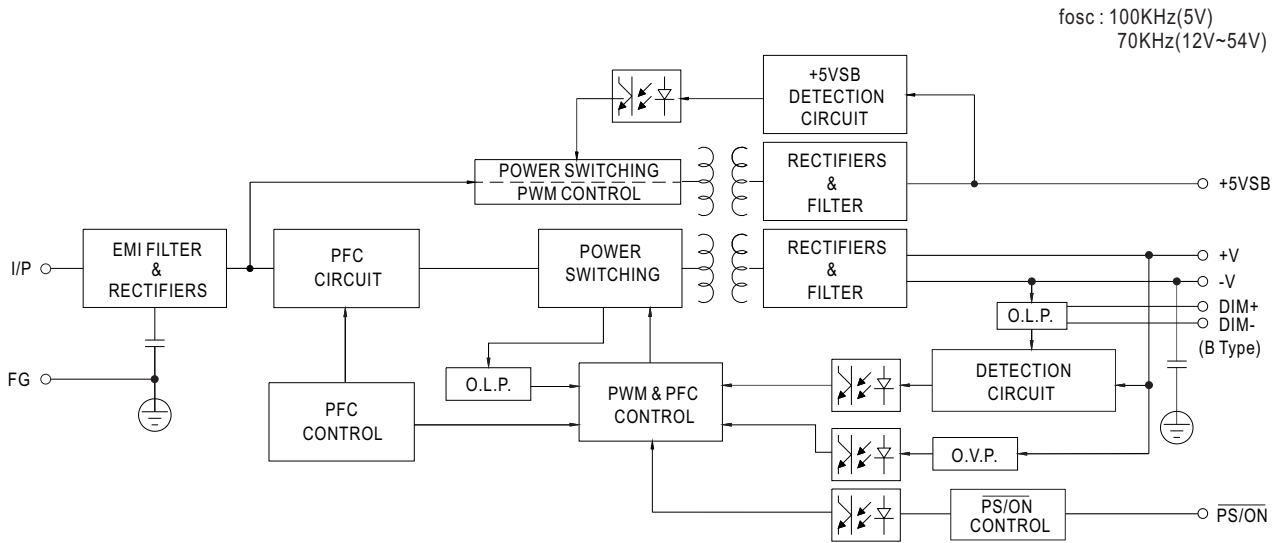 fosc : 100KHz(5V)
70KHz(12V~54V)
+5VSB
DETECTION
CIRCUIT
POWER SWITCHING
PWM CONTROL
RECTIFIERS
&
FILTER
+5VSB
I/P
EMI FILTER
&
RECTIFIERS
PFC
CIRCUIT
POWER
SWITCHING
RECTIFIERS
&
FILTER
+V
-V
O.L.P.
DIM+
DIM-
(B Type)
FG
PFC
CONTROL
O.L.P.
PWM & PFC
CONTROL
DETECTION
CIRCUIT
O.V.P.
PS/ON
CONTROL
PS/ON